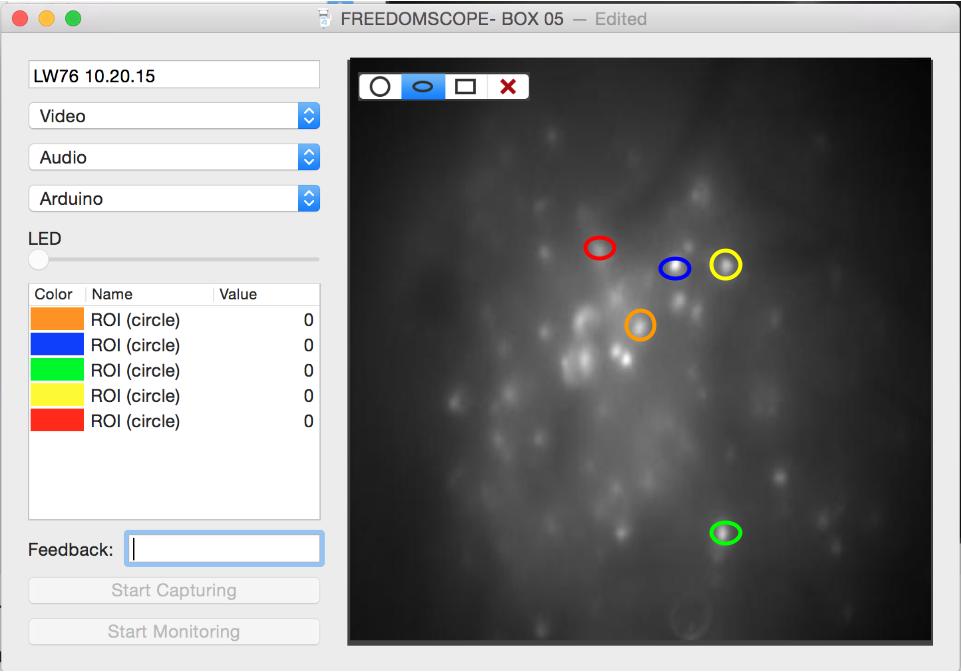 FREEDOMSCOPE- BOX 05 — Edited
LW76 10.20.15
Video
Audio
Arduino
LED
Color Name Value
ROI (circle) 0
ROI (circle) 0
ROI (circle) 0
ROI (circle) 0
ROI (circle) 0
Feedback:
Start Capturing
Start Monitoring